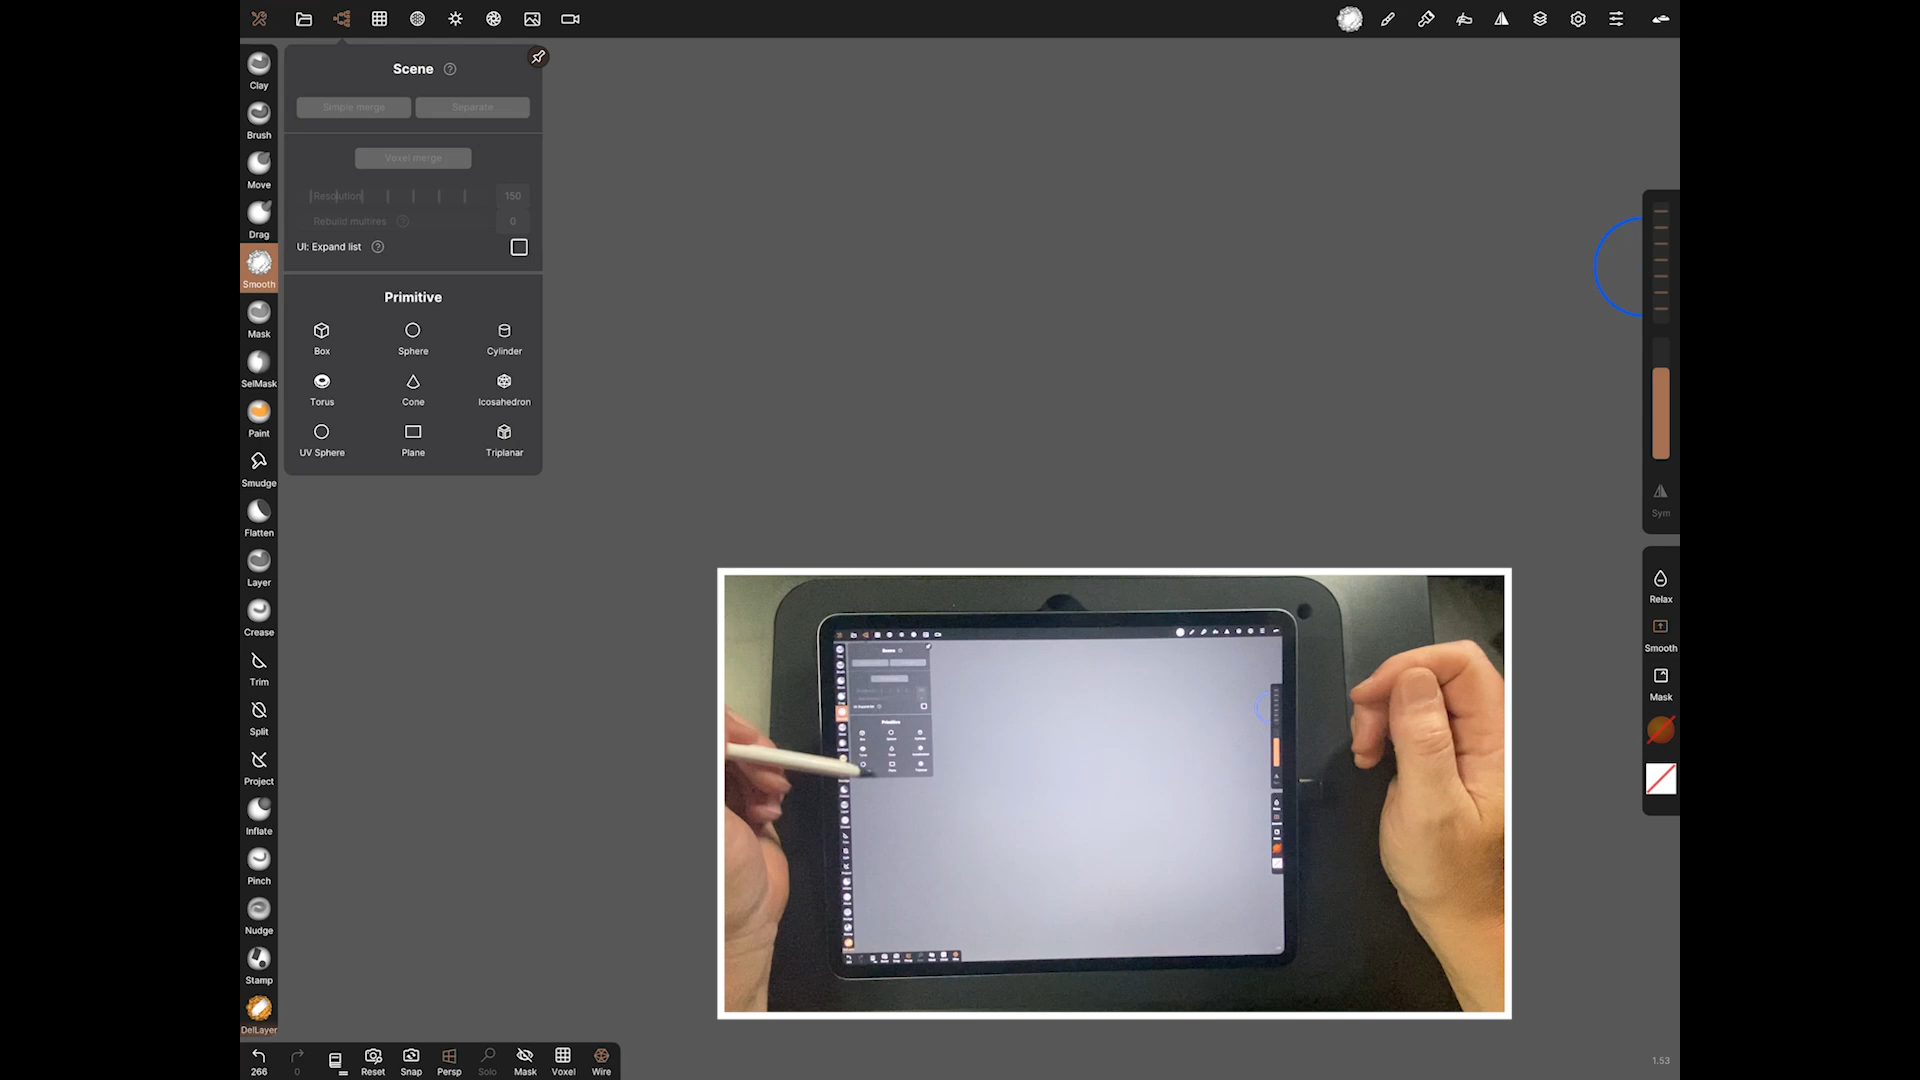 Clay
Brush
Move
Drag
Smooth
Mask
SelMask
Paint
Smudge
Flatten
Layer
Crease
Trim
Split
Project
Inflate
Pinch
Nudge
Stamp
DelLayer
Scene
Simple merge
Separate
Voxel merge
Resolution 150
Rebuild multires 0
UI: Expand list
Primitive
Box
Sphere
Cylinder
Torus
Cone
Icosahedron
UV Sphere
Plane
Triplanar
Sym
Relax
Smooth
Mask
1.53
266
0
Reset
Snap
Persp
Solo
Mask
Voxel
Wire
Scene
Primitive